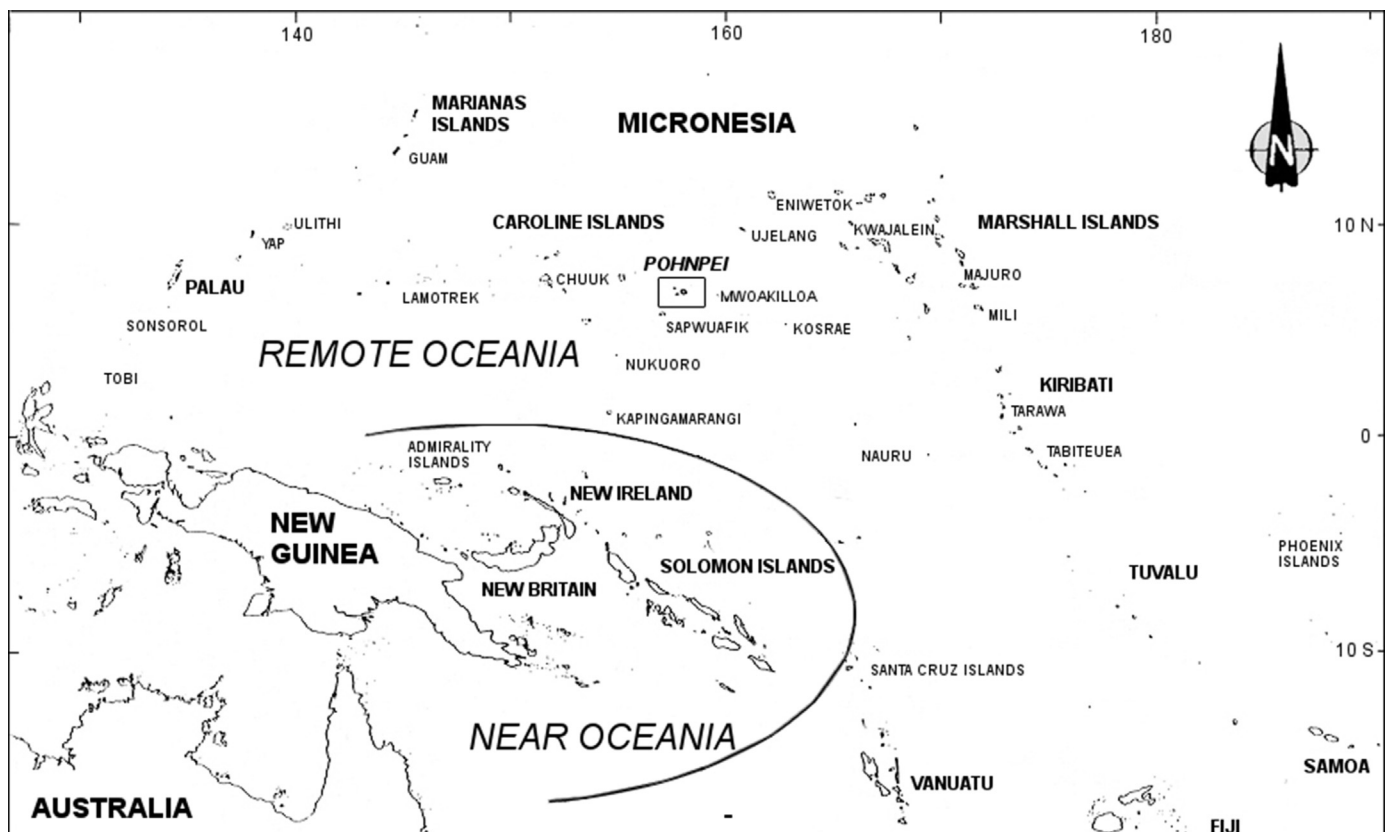 140
160
180
MARIANAS
ISLANDS
MICRONESIA
GUAM
N
ENIWETOK
ULITHI
CAROLINE ISLANDS
KWAJALEIN
MARSHALL ISLANDS
10 N
YAP
UJELANG
POHNPEI
PALAU
CHUUK
MAJURO
LAMOTREK
MWOAKILLOA
MILI
SONSOROL
SAPWUAFIK
KOSRAE
REMOTE OCEANIA
NUKUORO
TOBI
KIRIBATI
KAPINGAMARANGI
TARAWA
0
ADMIRALITY
ISLANDS
NAURU
TABITEUEA
NEW IRELAND
NEW
GUINEA
PHOENIX
ISLANDS
SOLOMON ISLANDS
TUVALU
NEW BRITAIN
10 S
SANTA CRUZ ISLANDS
NEAR OCEANIA
SAMOA
VANUATU
AUSTRALIA
FIJI